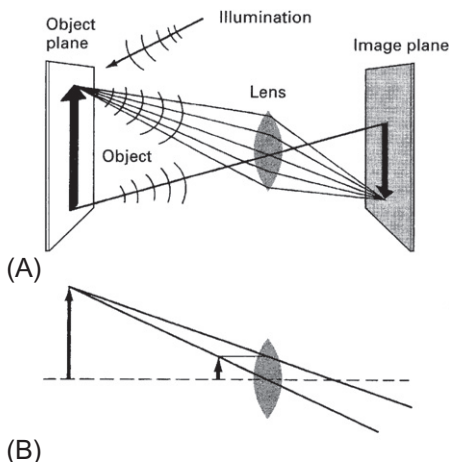 Object
plane
Illumination
Image plane
Lens
Object
(A)
(B)